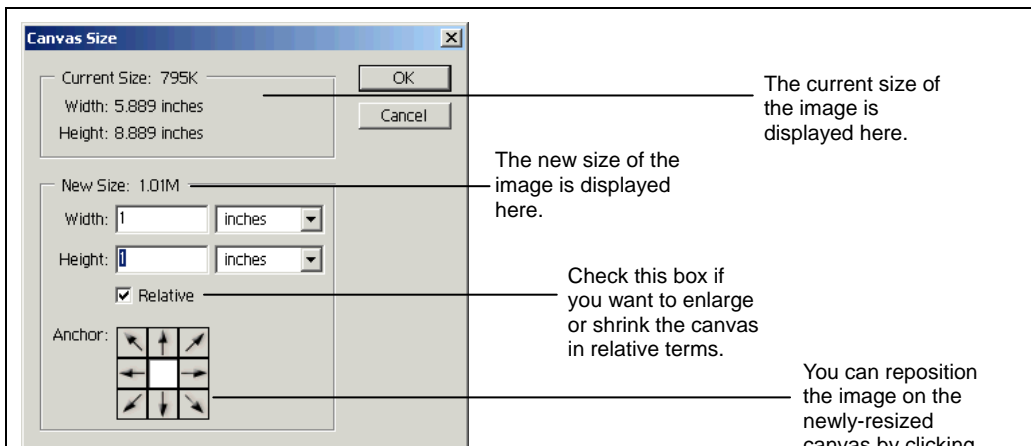 Canvas Size
Current Size: 795K
Width: 5.889 inches
Height: 8.889 inches
OK
Cancel
The current size of
the image is
displayed here.
New Size: 1.01M
The new size of the
image is displayed
here.
Width: 1 inches
Height: 1 inches
Relative
Check this box if
you want to enlarge
or shrink the canvas
in relative terms.
Anchor:
You can reposition
the image on the
newly-resized
canvas by clicking